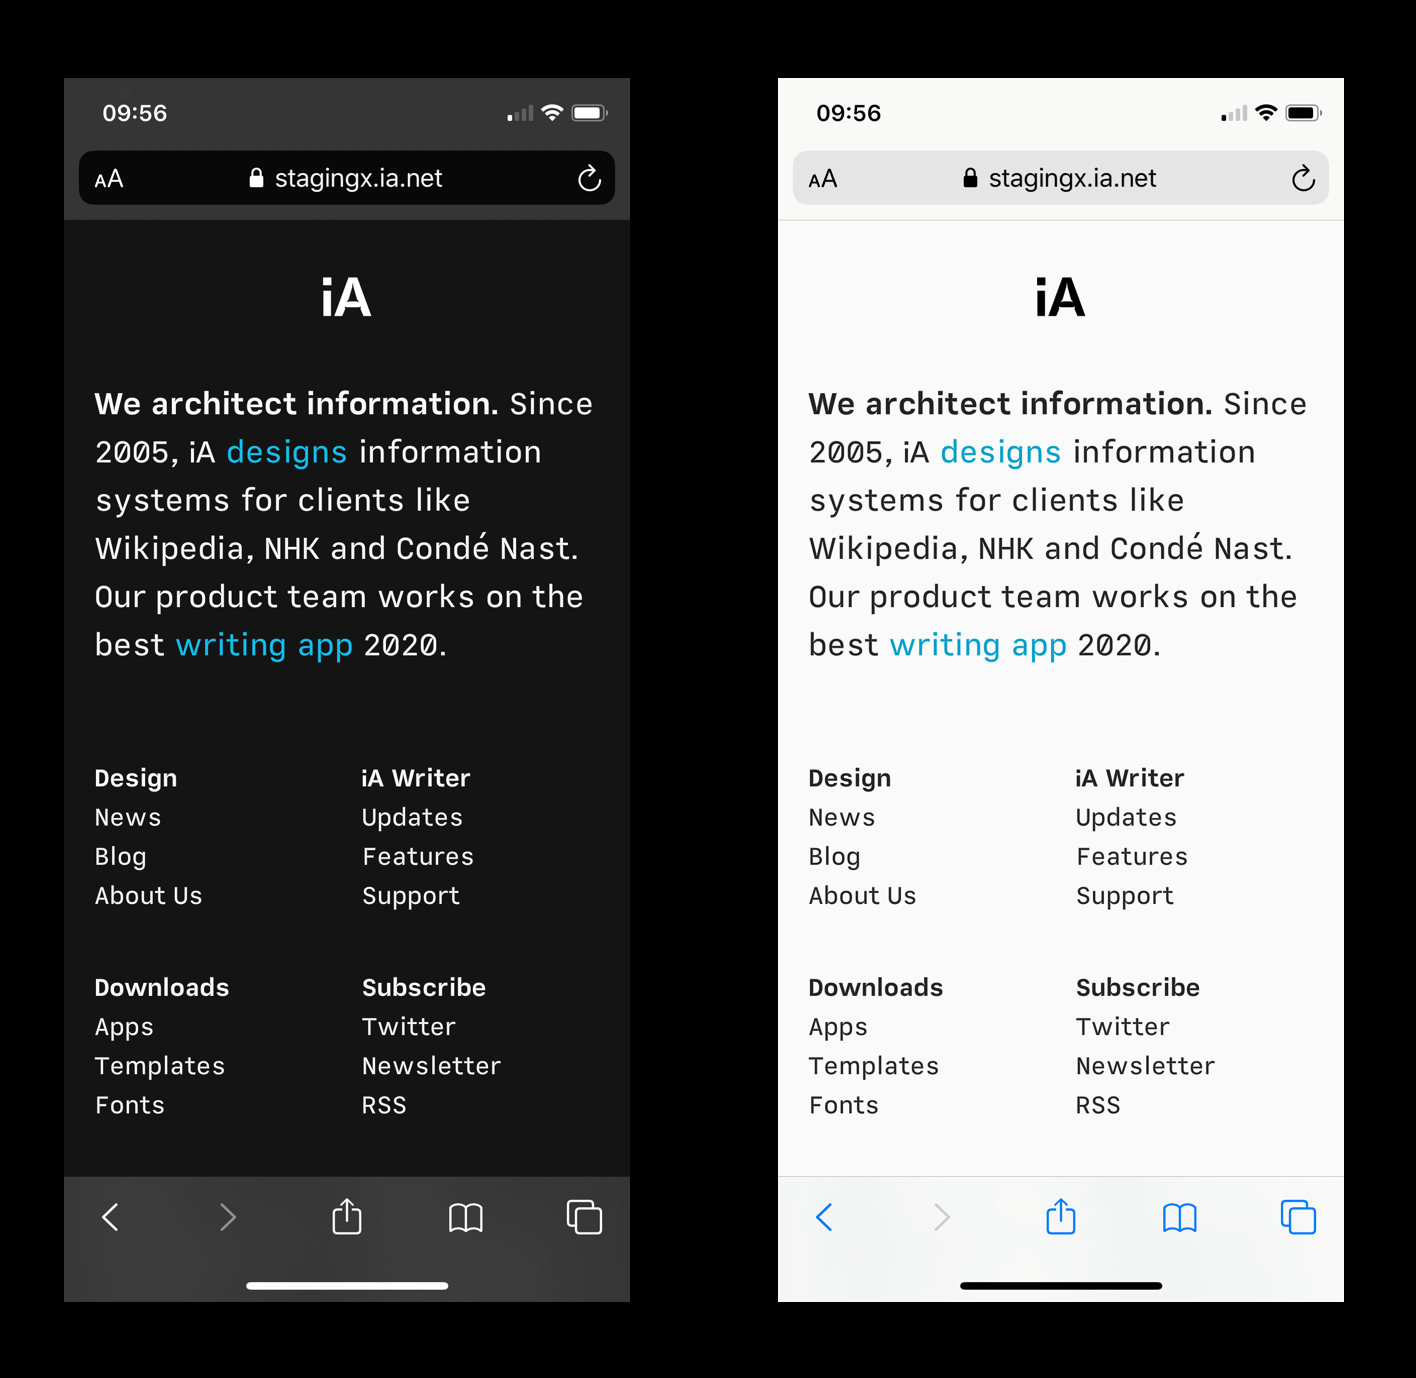 09:56
AA stagingx.ia.net
iA
We architect information. Since
2005, iA designs information
systems for clients like
Wikipedia, NHK and Condé Nast.
Our product team works on the
best writing app 2020.
Design
News
Blog
About Us
iA Writer
Updates
Features
Support
Downloads
Apps
Templates
Fonts
Subscribe
Twitter
Newsletter
RSS
09:56
AA stagingx.ia.net
iA
We architect information. Since
2005, iA designs information
systems for clients like
Wikipedia, NHK and Condé Nast.
Our product team works on the
best writing app 2020.
Design
News
Blog
About Us
iA Writer
Updates
Features
Support
Downloads
Apps
Templates
Fonts
Subscribe
Twitter
Newsletter
RSS